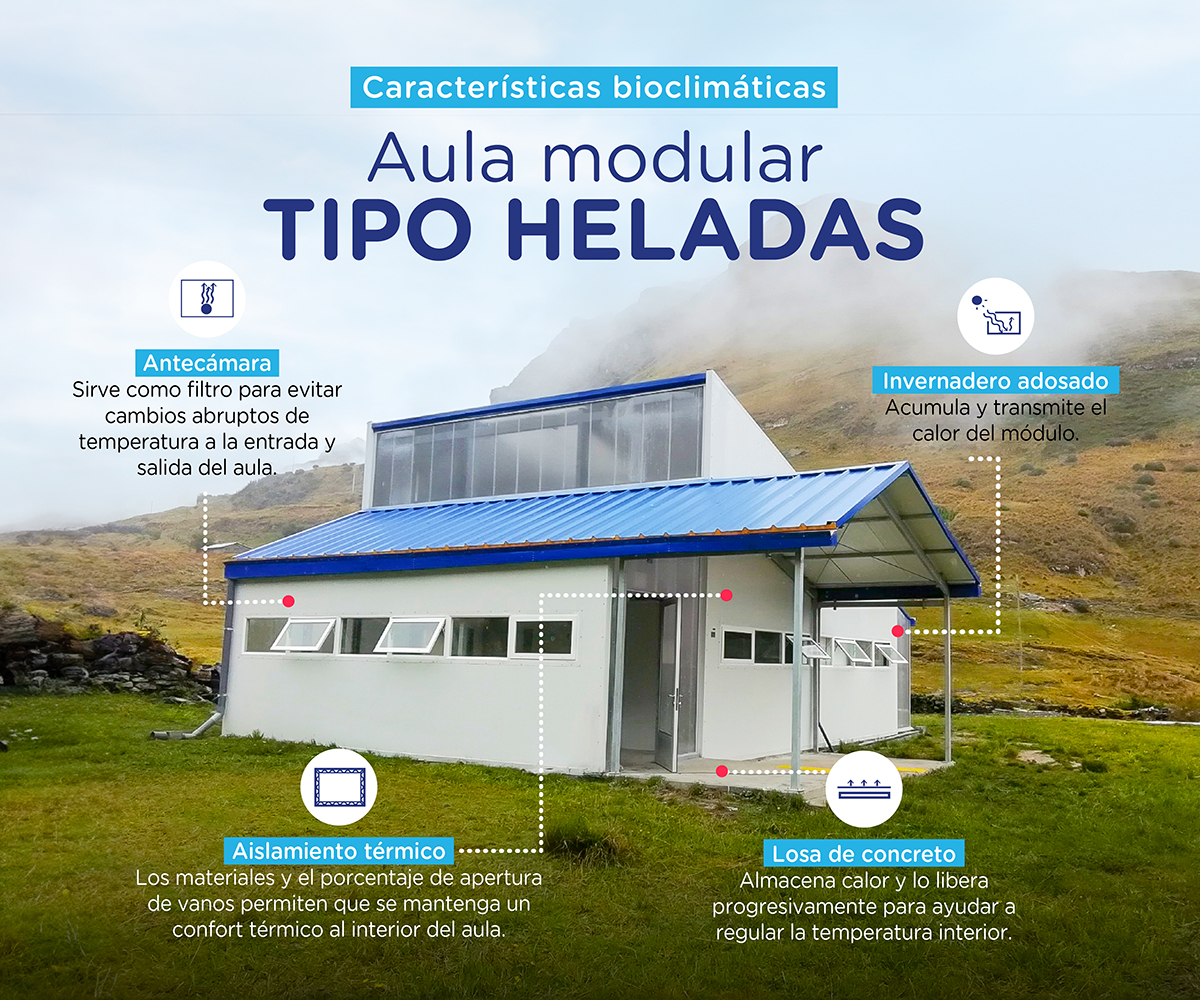 Características bioclimáticas
Aula modular
TIPO HELADAS
Antecámara
Sirve como filtro para evitar
cambios abruptos de
temperatura a la entrada y
salida del aula.
Invernadero adosado
Acumula y transmite el
calor del módulo.
Aislamiento térmico
Los materiales y el porcentaje de apertura
de vanos permiten que se mantenga un
confort térmico al interior del aula.
Losa de concreto
Almacena calor y lo libera
progresivamente para ayudar a
regular la temperatura interior.